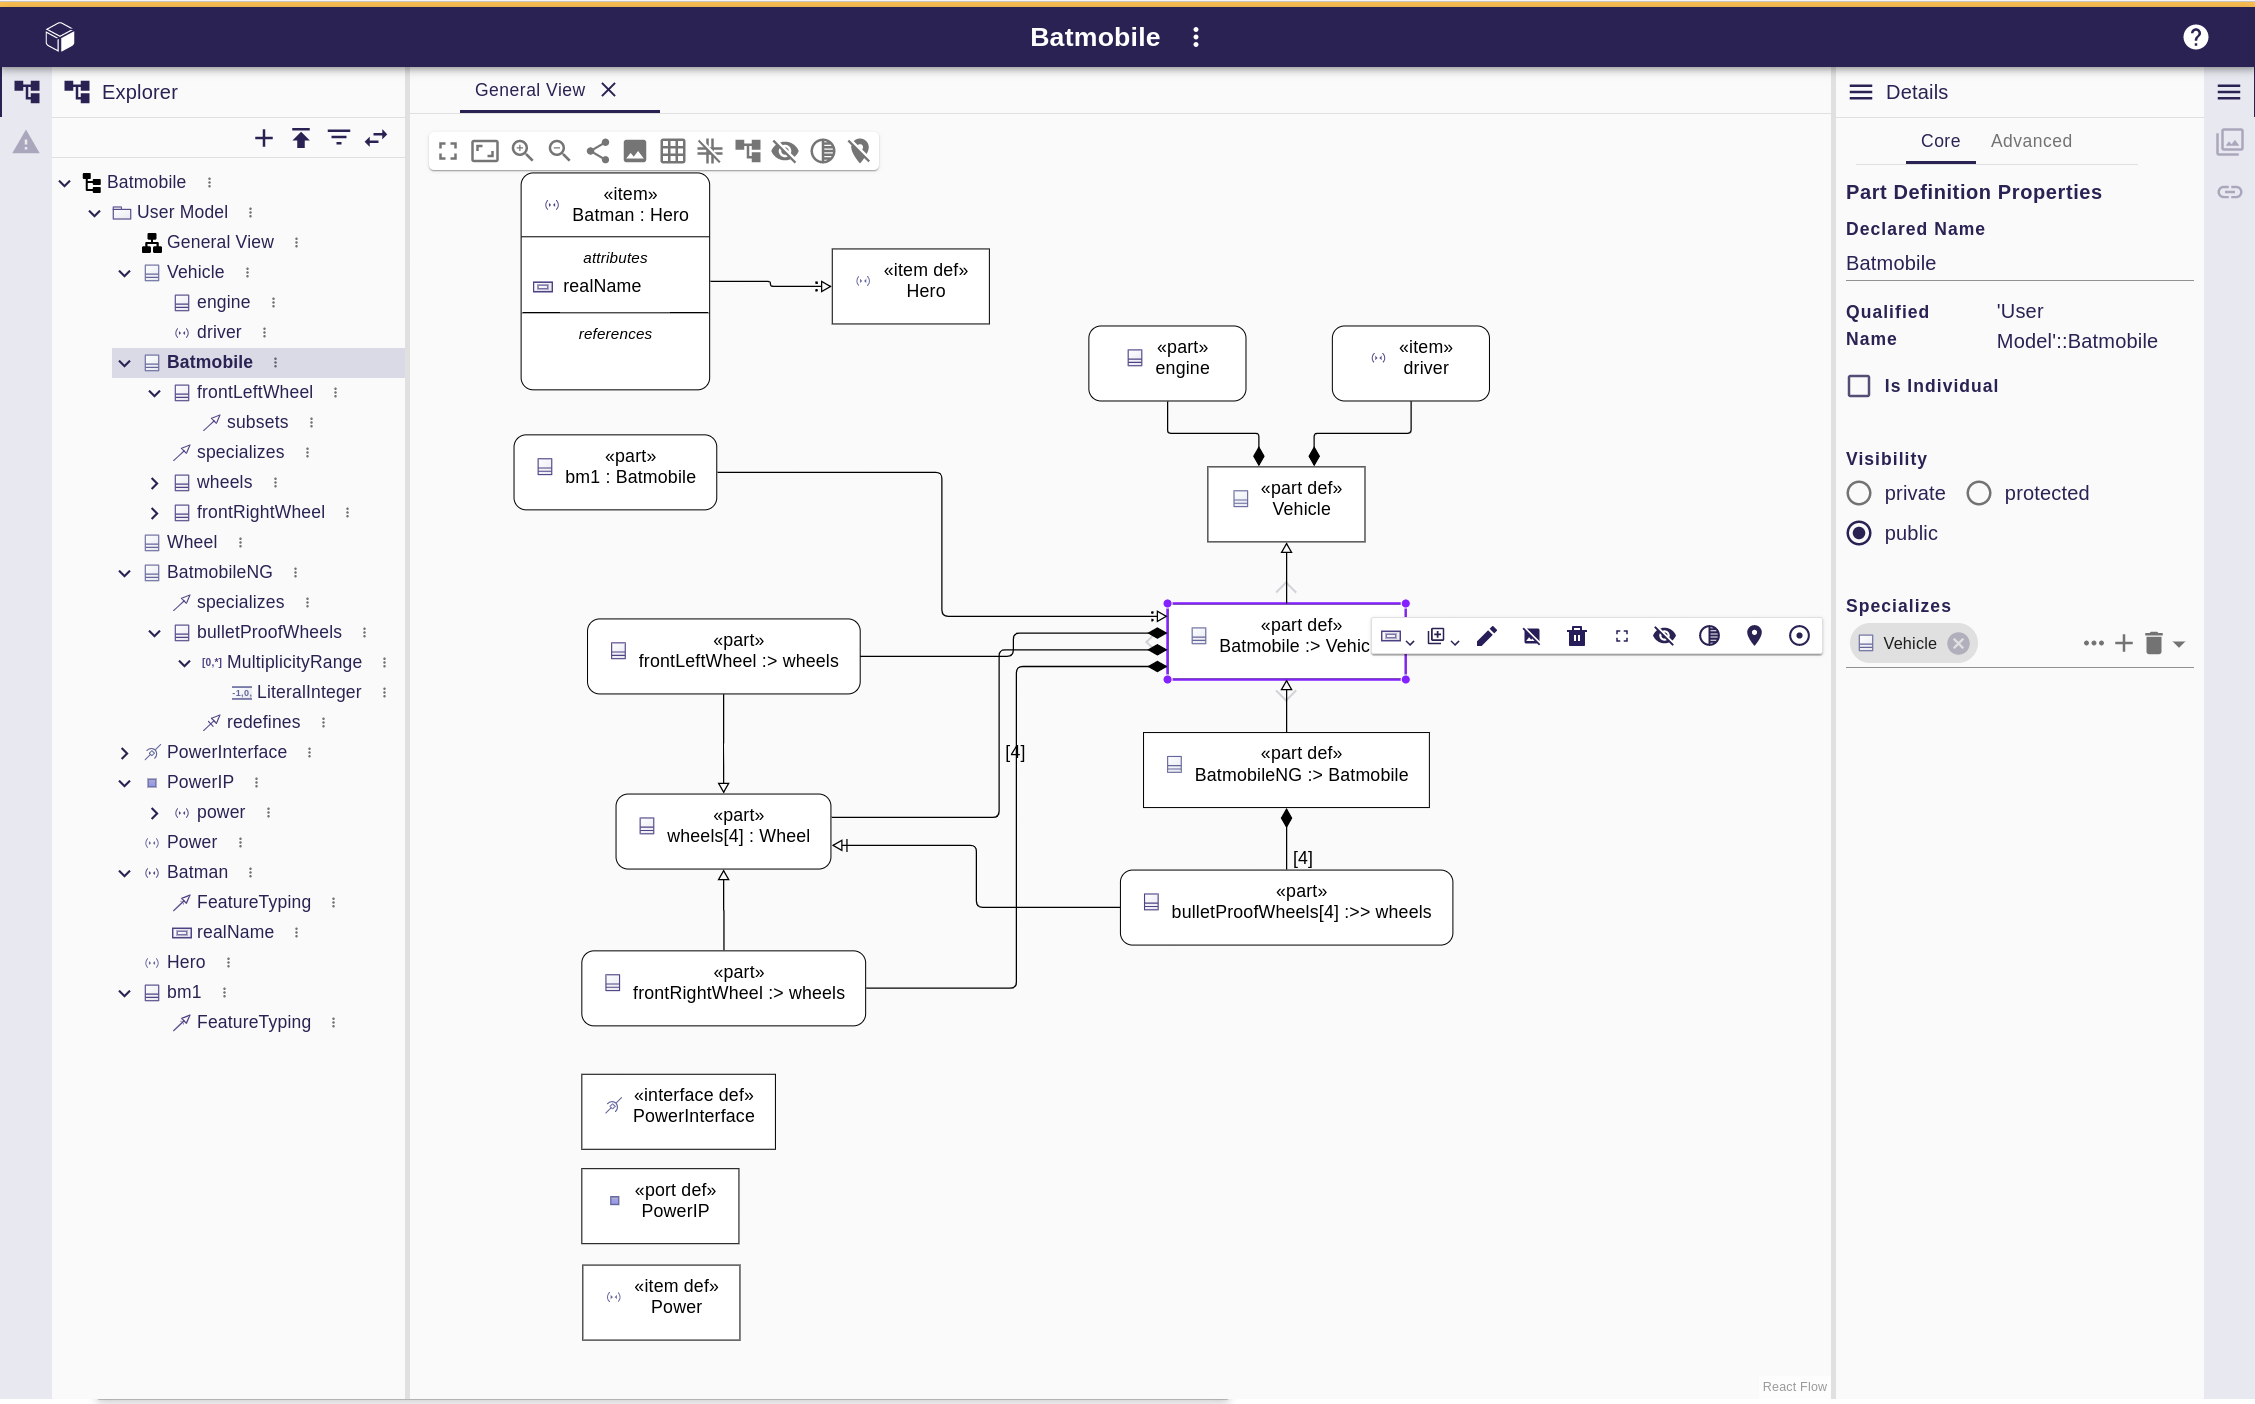 Batmobile
Explorer
Batmobile
User Model
General View
Vehicle
engine
driver
Batmobile
frontLeftWheel
subsets
specializes
wheels
frontRightWheel
Wheel
BatmobileNG
specializes
bulletProofWheels
[0,*] MultiplicityRange
-1,0, LiteralInteger
redefines
PowerInterface
PowerIP
power
Power
Batman
FeatureTyping
realName
Hero
bm1
FeatureTyping
General View
«item»
Batman : Hero
attributes
realName
references
«item def»
Hero
«part»
engine
«item»
driver
«part»
bm1 : Batmobile
«part def»
Vehicle
«part»
frontLeftWheel :> wheels
«part def»
Batmobile :> Vehic
[4]
«part def»
BatmobileNG :> Batmobile
«part»
wheels[4] : Wheel
[4]
«part»
bulletProofWheels[4] :>> wheels
«part»
frontRightWheel :> wheels
«interface def»
PowerInterface
«port def»
PowerIP
«item def»
Power
React Flow
Details
Core Advanced
Part Definition Properties
Declared Name
Batmobile
Qualified Name
'User
Model'::Batmobile
Is Individual
Visibility
private protected
public
Specializes
Vehicle